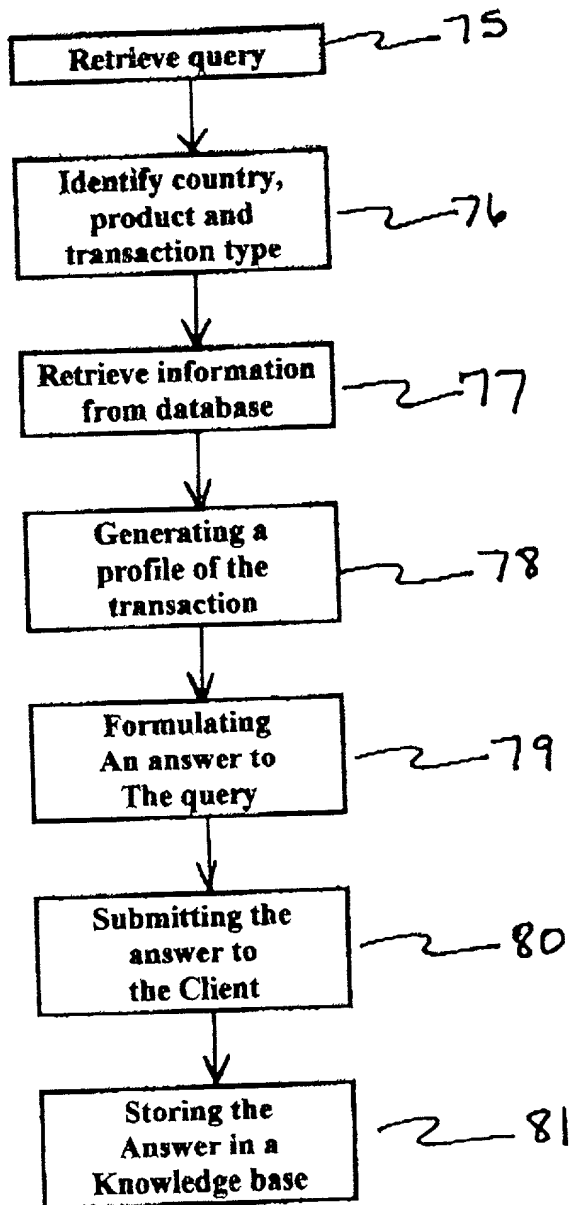 Retrieve query
75
Identify country,
product and
transaction type
76
Retrieve information
from database
77
Generating a
profile of the
transaction
78
Formulating
An answer to
The query
79
Submitting the
answer to
the Client
80
Storing the
Answer in a
Knowledge base
81